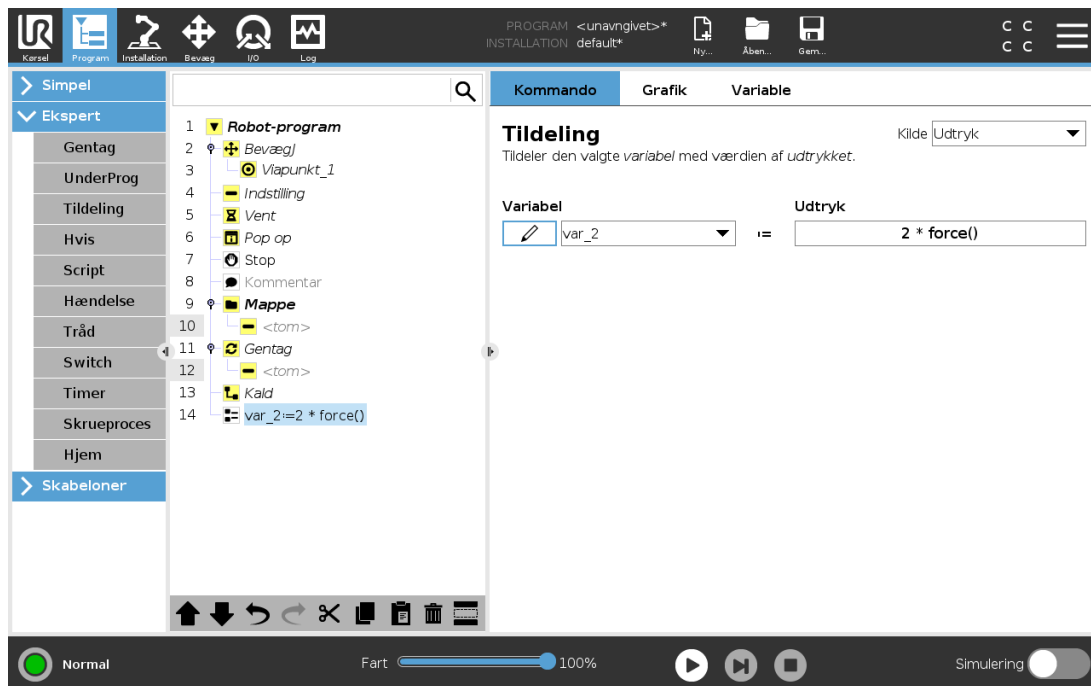 PROGRAM <unavngivet>*
INSTALLATION default*
C C
C C
Kørsel Program Installation Bevæg I/O Log Ny... Åben... Gem...
Simpel
Ekspert
Gentag
UnderProg
Tildeling
Hvis
Script
Hændelse
Tråd
Switch
Timer
Skrueproces
Hjem
Skabeloner
1 Robot-program
2 BevægJ
3 Viapunkt_1
4 Indstilling
5 Vent
6 Pop op
7 Stop
8 Kommentar
9 Mappe
10 <tom>
11 Gentag
12 <tom>
13 Kald
14 var_2:=2 * force()
Kommando Grafik Variable
Tildeling
Kilde Udtryk
Tildeler den valgte variabel med værdien af udtrykket.
Variabel Udtryk
var_2 := 2 * force()
Normal Fart 100% Simulering